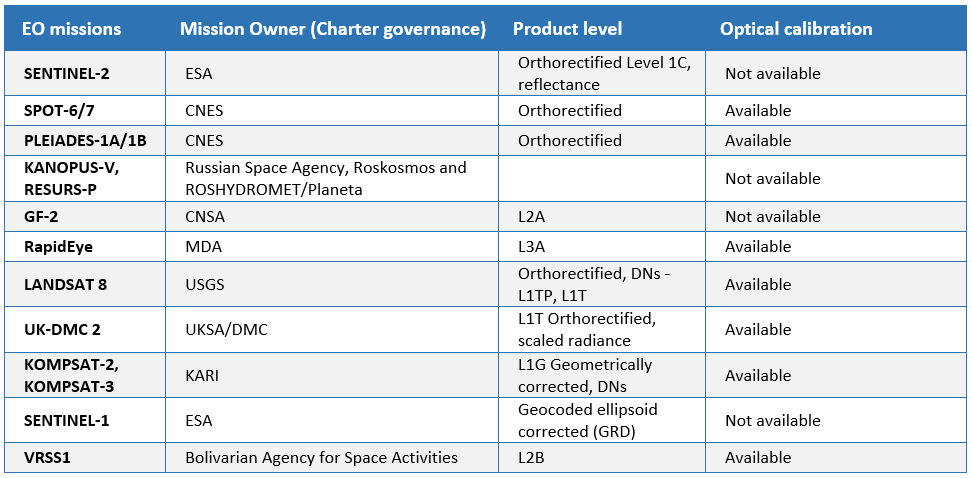 EO missions Mission Owner (Charter governance) Product level Optical calibration
SENTINEL-2 ESA Orthorectified Level 1C, reflectance Not available
SPOT-6/7 CNES Orthorectified Available
PLEIADES-1A/1B CNES Orthorectified Available
KANOPUS-V, RESURS-P Russian Space Agency, Roskosmos and ROSHYDROMET/Planeta Not available
GF-2 CNSA L2A Not available
RapidEye MDA L3A Available
LANDSAT 8 USGS Orthorectified, DNs - L1TP, L1T Available
UK-DMC 2 UKSA/DMC L1T Orthorectified, scaled radiance Available
KOMPSAT-2, KOMPSAT-3 KARI L1G Geometrically corrected, DNs Available
SENTINEL-1 ESA Geocoded ellipsoid corrected (GRD) Not available
VRSS1 Bolivarian Agency for Space Activities L2B Available